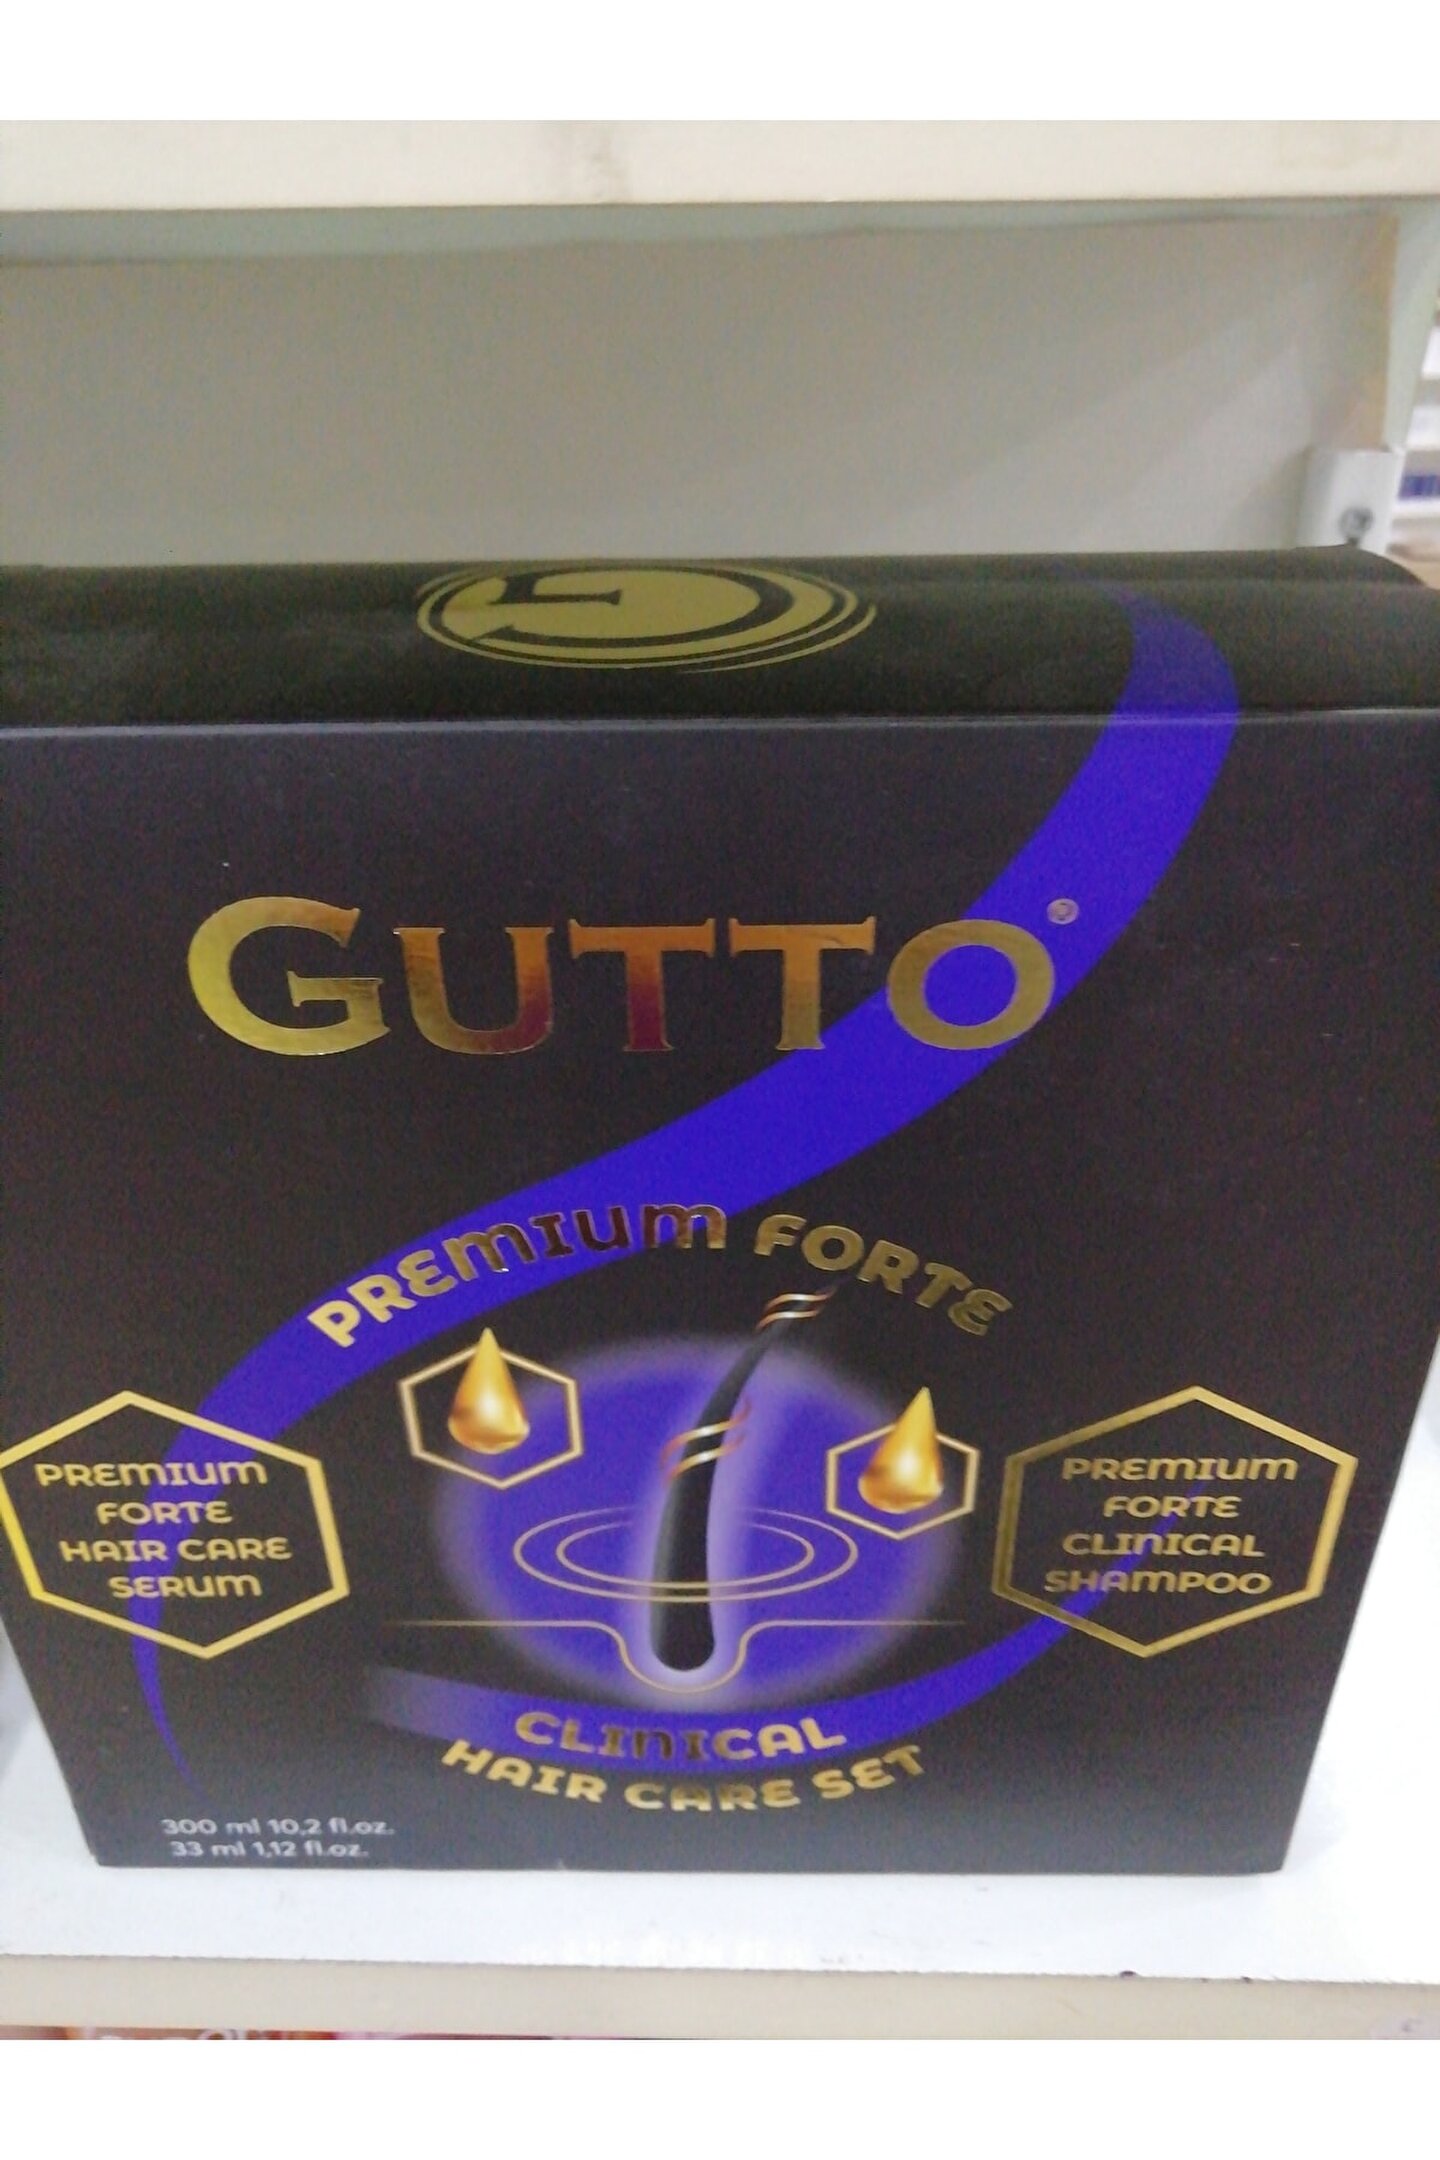 G
GUTTO®
PREMIUM FORTE
PREMIUM
FORTE
HAIR CARE
SERUM
PREMIUM
FORTE
CLINICAL
SHAMPOO
CLINICAL
HAIR CARE SET
300 ml 10,2 fl.oz.
33 ml 1,12 fl.oz.